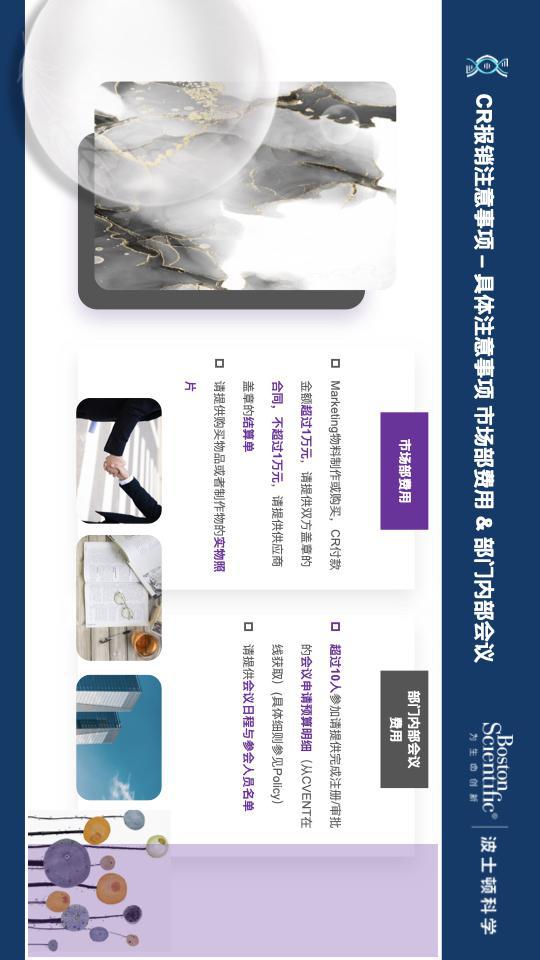 CR报销注意事项 – 具体注意事项 市场部费用 & 部门内部会议
Boston
Scientific®
为生命创新
波士顿科学
市场部费用
Marketing物料制作或购买，CR付款
金额超过1万元，请提供双方盖章的
合同，不超过1万元，请提供供应商
盖章的结算单
请提供购买物品或者制作物的实物照
片
部门内部会议
费用
超过10人参加请提供完成注册/审批
的会议申请预算明细（从CVENT在
线获取）(具体细则参见Policy)
请提供会议日程与参会人员名单